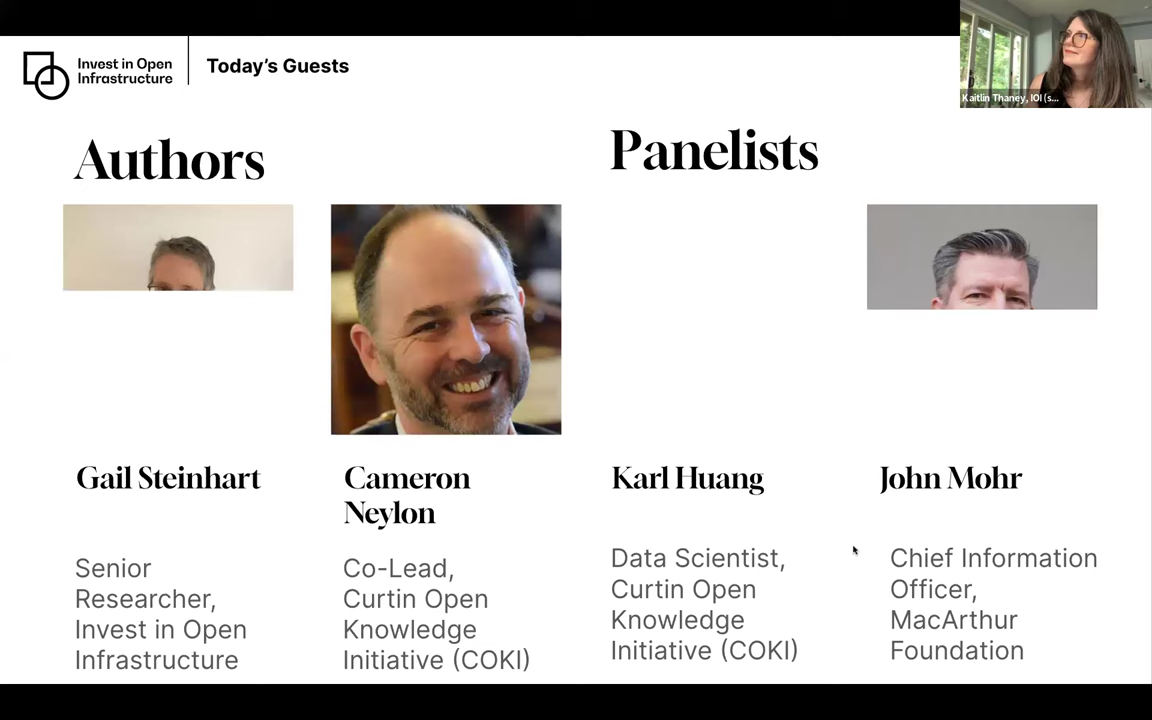 Invest in Open
Infrastructure
Today's Guests
Kaitlin Thaney, IOI (s...
Authors
Panelists
Gail Steinhart
Cameron
Neylon
Karl Huang
John Mohr
Senior
Researcher,
Invest in Open
Infrastructure
Co-Lead,
Curtin Open
Knowledge
Initiative (COKI)
Data Scientist,
Curtin Open
Knowledge
Initiative (COKI)
Chief Information
Officer,
MacArthur
Foundation